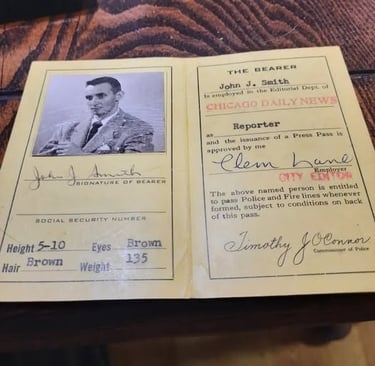 John J. Smith
SIGNATURE OF BEARER
SOCIAL SECURITY NUMBER
Height 5-10 Eyes Brown
Hair Brown Weight 135
THE BEARER
John J. Smith
is employed in the Editorial Dept. of
CHICAGO DAILY NEWS
as Reporter
and the issuance of a Press Pass is
approved by me
Clem Lane
Employer
CITY EDITOR
The above named person is entitled
to pass Police and Fire lines whenever
formed, subject to conditions on back
of this pass.
Timothy J. O'Connor
Commissioner of Police